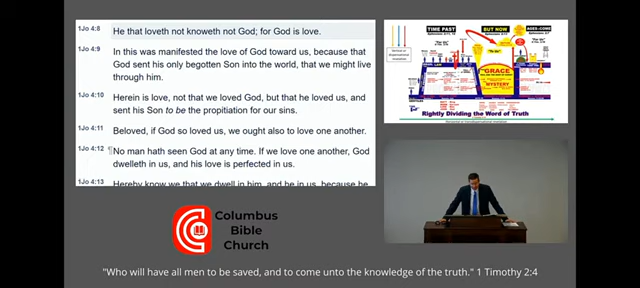 1Jo 4:8 He that loveth not knoweth not God; for God is love.
1Jo 4:9 In this was manifested the love of God toward us, because that
God sent his only begotten Son into the world, that we might live
through him.
1Jo 4:10 Herein is love, not that we loved God, but that he loved us, and
sent his Son to be the propitiation for our sins.
1Jo 4:11 Beloved, if God so loved us, we ought also to love one another.
1Jo 4:12 ¶ No man hath seen God at any time. If we love one another, God
dwelleth in us, and his love is perfected in us.
1Jo 4:13 Hereby know we that we dwell in him, and he in us, because he
TIME PAST
BUT NOW
AGES TO COME
GRACE
MYSTERY
Rightly Dividing the Word of Truth
Columbus
Bible
Church
"Who will have all men to be saved, and to come unto the knowledge of the truth." 1 Timothy 2:4